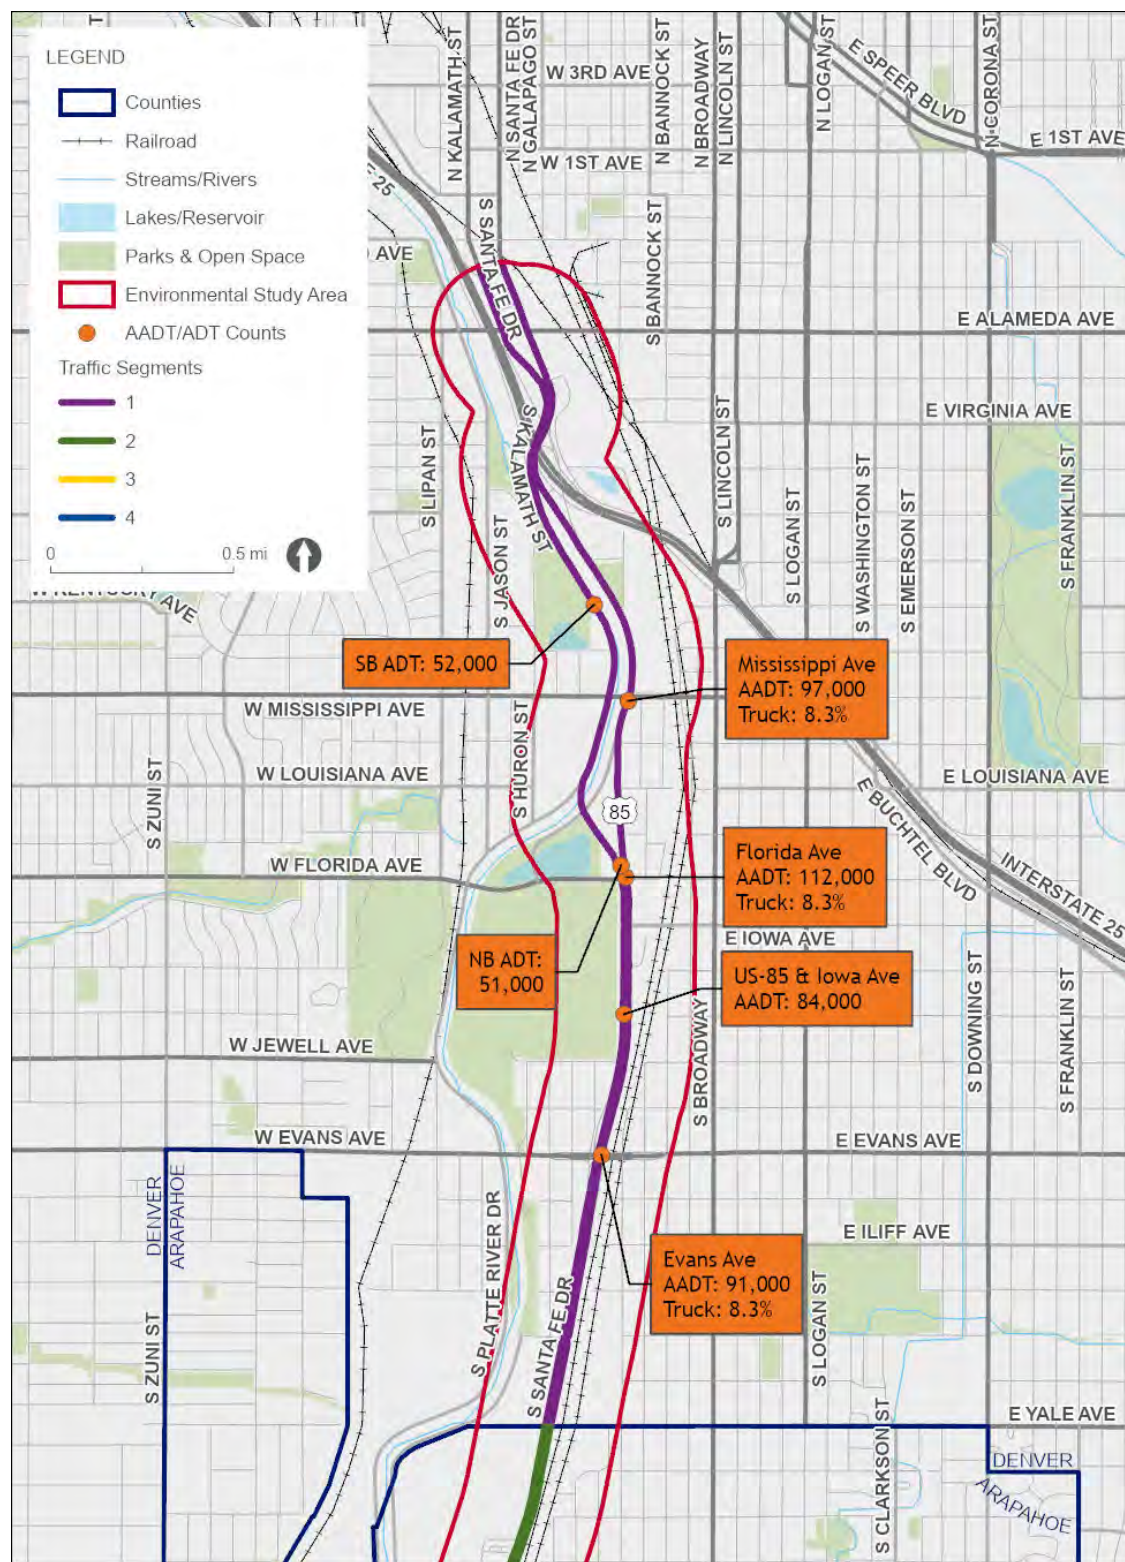 LEGEND
Counties
Railroad
Streams/Rivers
Lakes/Reservoir
Parks & Open Space
Environmental Study Area
AADT/ADT Counts
Traffic Segments
1
2
3
4
0
0.5 mi
N KALAMATH ST
N SANTA FE DR
N GALAPAGO ST
N BANNOCK ST
N BROADWAY
N LINCOLN ST
N LOGAN ST
E SPEER BLVD
N CORONA ST
E 1ST AVE
W 3RD AVE
W 1ST AVE
25
AVE
S SANTA FE DR
S
S BANNOCK ST
E ALAMEDA AVE
E VIRGINIA AVE
S LIPAN ST
S KALAMATH ST
S JASON ST
S LINCOLN ST
S LOGAN ST
S WASHINGTON ST
S EMERSON ST
S FRANKLIN ST
W KENTUCKY AVE
SB ADT: 52,000
Mississippi Ave
AADT: 97,000
Truck: 8.3%
W MISSISSIPPI AVE
S HURON ST
W LOUISIANA AVE
E LOUISIANA AVE
S ZUNI ST
85
E BUCHTEL BLVD
INTERSTATE 25
W FLORIDA AVE
Florida Ave
AADT: 112,000
Truck: 8.3%
E IOWA AVE
NB ADT:
51,000
US-85 & Iowa Ave
AADT: 84,000
W JEWELL AVE
S BROADWAY
S DOWNING ST
S FRANKLIN ST
W EVANS AVE
E EVANS AVE
DENVER
ARAPAHOE
E ILIFF AVE
Evans Ave
AADT: 91,000
Truck: 8.3%
S PLATTE RIVER DR
S SANTA FE DR
S ZUNI ST
S LOGAN ST
S CLARKSON ST
E YALE AVE
DENVER
ARAPAHOE